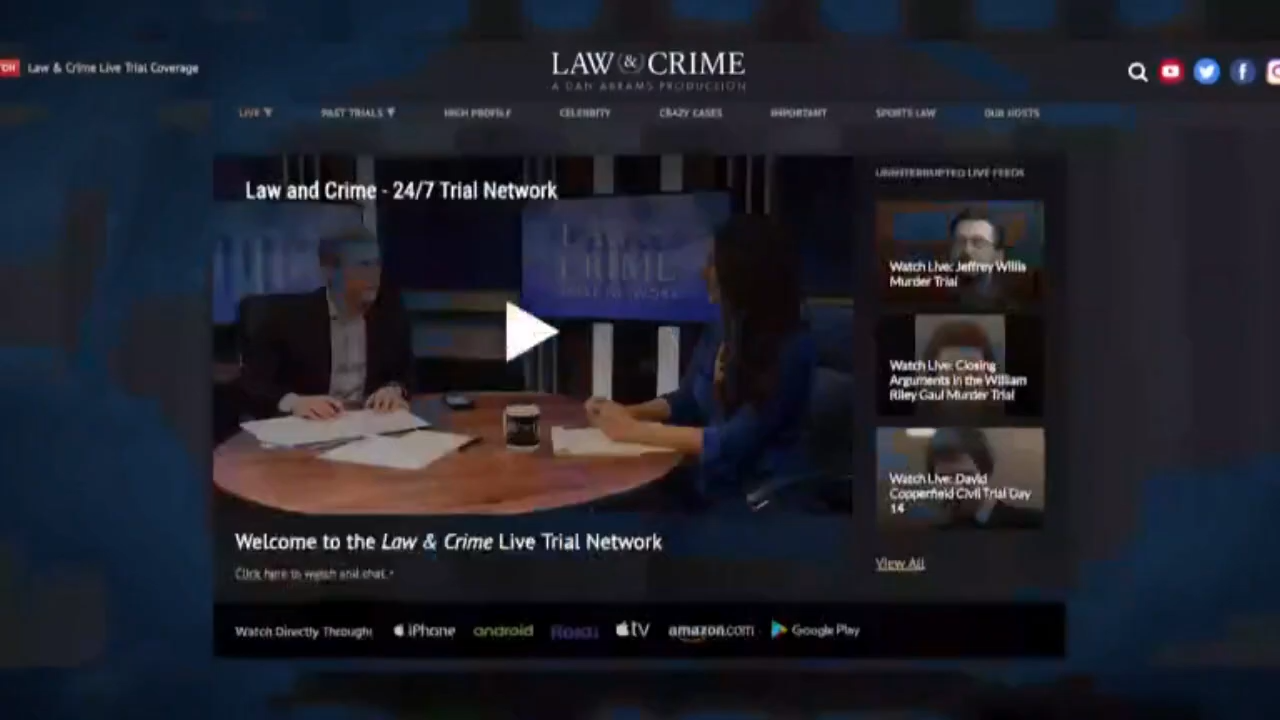 Law & Crime Live Trial Coverage
LAW & CRIME
A DAN ABRAMS PRODUCTION
LIVE PAST TRIALS HIGH PROFILE CELEBRITY CRAZY CASES IMPORTANT SPORTS LAW OUR HOSTS
Law and Crime - 24/7 Trial Network
UNINTERRUPTED LIVE FEEDS
Watch Live: Jeffrey Willis
Murder Trial
Watch Live: Closing
Arguments in the William
Riley Gaul Murder Trial
Watch Live: David
Copperfield Civil Trial Day
14
View All
CRIME
Welcome to the Law & Crime Live Trial Network
Click here to watch and chat.
Watch Directly Through: iPhone android Roku tv amazon.com Google Play